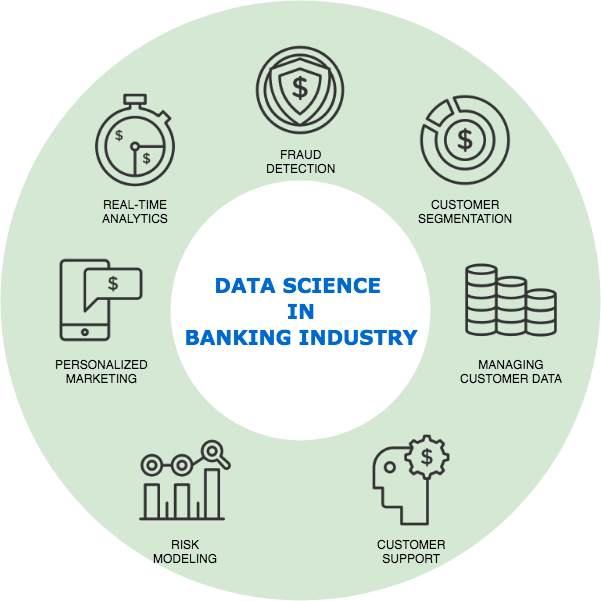 DATA SCIENCE
IN
BANKING INDUSTRY
$
FRAUD
DETECTION
$
CUSTOMER
SEGMENTATION
MANAGING
CUSTOMER DATA
$
CUSTOMER
SUPPORT
RISK
MODELING
$
PERSONALIZED
MARKETING
$
$
REAL-TIME
ANALYTICS